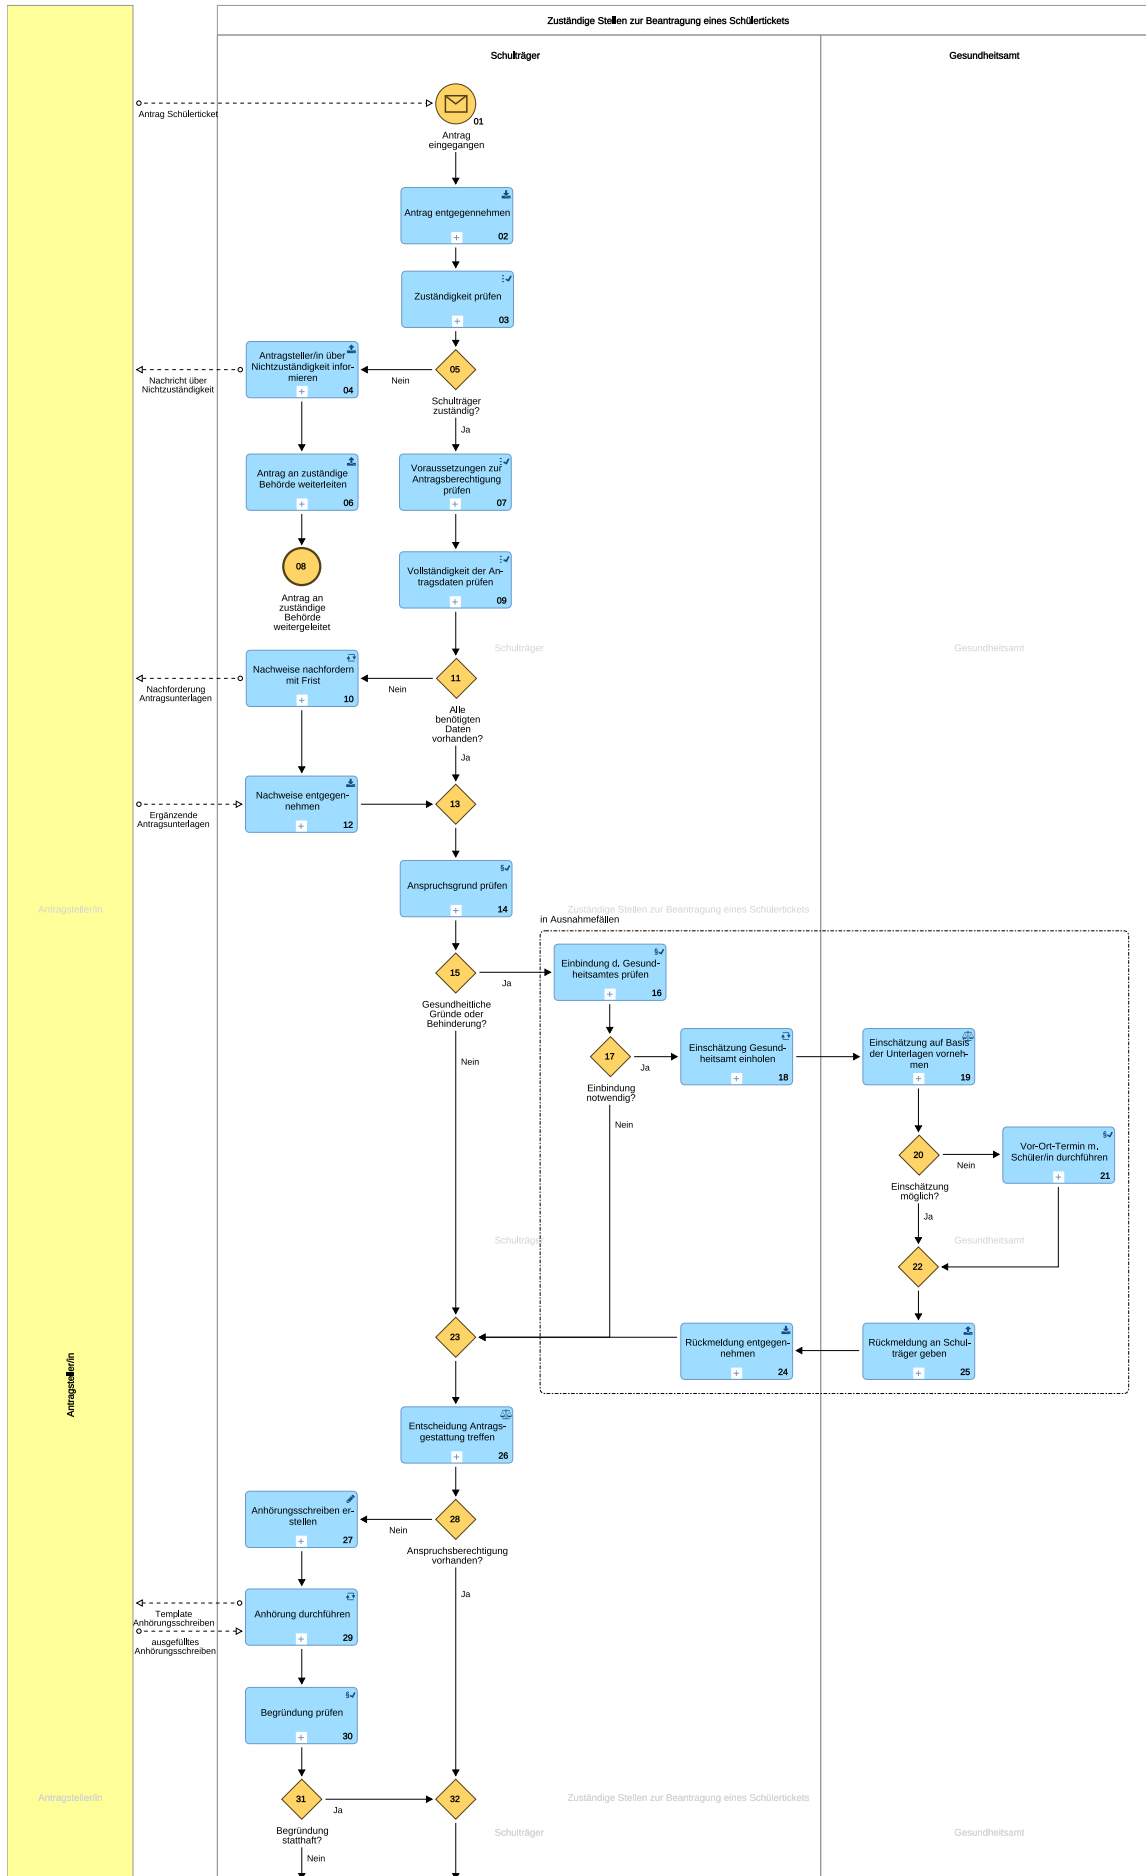 Zuständige Stellen zur Beantragung eines Schülertickets
Schulträger
Gesundheitsamt
Antrag Schülerticket
01
Antrag
eingegangen
Antrag entgegennehmen
02
Zuständigkeit prüfen
03
Antragsteller/in über
Nichtzuständigkeit infor-
mieren
04
Nachricht über
Nichtzuständigkeit
Nein
05
Schulträger
zuständig?
Ja
Antrag an zuständige
Behörde weiterleiten
06
Voraussetzungen zur
Antragsberechtigung
prüfen
07
08
Antrag an
zuständige
Behörde
weitergeleitet
Vollständigkeit der An-
tragsdaten prüfen
09
Schulträger
Gesundheitsamt
Nachweise nachfordern
mit Frist
10
Nachforderung
Antragsunterlagen
Nein
11
Alle
benötigten
Daten
vorhanden?
Ja
Nachweise entgegen-
nehmen
12
Ergänzende
Antragsunterlagen
13
Anspruchsgrund prüfen
14
Antragsteller/in
Zuständige Stellen zur Beantragung eines Schülertickets
in Ausnahmefällen
15
Ja
Gesundheitliche
Gründe oder
Behinderung?
Nein
Einbindung d. Gesund-
heitsamtes prüfen
16
17
Ja
Einbindung
notwendig?
Nein
Einschätzung Gesund-
heitsamt einholen
18
Einschätzung auf Basis
der Unterlagen vorneh-
men
19
20
Nein
Einschätzung
möglich?
Ja
Vor-Ort-Termin m.
Schüler/in durchführen
21
Schulträger
Gesundheitsamt
22
23
Rückmeldung entgegen-
nehmen
24
Rückmeldung an Schul-
träger geben
25
Antragsteller/in
Entscheidung Antrags-
gestattung treffen
26
Anhörungsschreiben er-
stellen
27
Nein
28
Anspruchsberechtigung
vorhanden?
Ja
Template
Anhörungsschreiben
ausgefülltes
Anhörungsschreiben
Anhörung durchführen
29
Begründung prüfen
30
31
Ja
Begründung
statthaft?
Nein
32
Antragsteller/in
Zuständige Stellen zur Beantragung eines Schülertickets
Schulträger
Gesundheitsamt